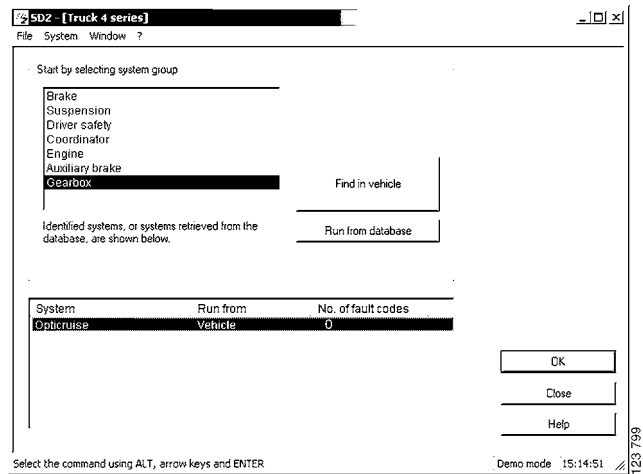 SD2 - [Truck 4 series]
File System Window ?
Start by selecting system group
Brake
Suspension
Driver safety
Coordinator
Engine
Auxiliary brake
Gearbox
Find in vehicle
Identified systems, or systems retrieved from the
database, are shown below.
Run from database
System Run from No. of fault codes
Opticruise Vehicle 0
OK
Close
Help
Select the command using ALT, arrow keys and ENTER
Demo mode 15:14:51
123 799